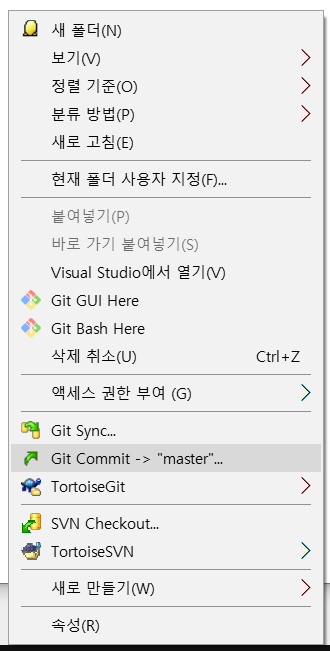 새 폴더(N)
보기(V)
정렬 기준(O)
분류 방법(P)
새로 고침(E)
현재 폴더 사용자 지정(F)...
붙여넣기(P)
바로 가기 붙여넣기(S)
Visual Studio에서 열기(V)
Git GUI Here
Git Bash Here
삭제 취소(U) Ctrl+Z
액세스 권한 부여 (G)
Git Sync...
Git Commit -> "master"...
TortoiseGit
SVN Checkout...
TortoiseSVN
새로 만들기(W)
속성(R)